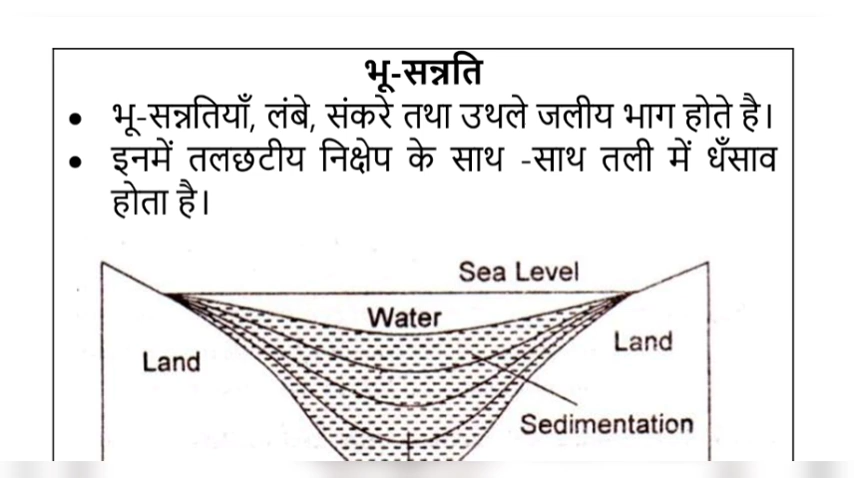 भू-सन्नति
• भू-सन्नतियाँ, लंबे, संकरे तथा उथले जलीय भाग होते है।
• इनमें तलछटीय निक्षेप के साथ -साथ तली में धँसाव
होता है।
Sea Level
Water
Land
Land
Sedimentation